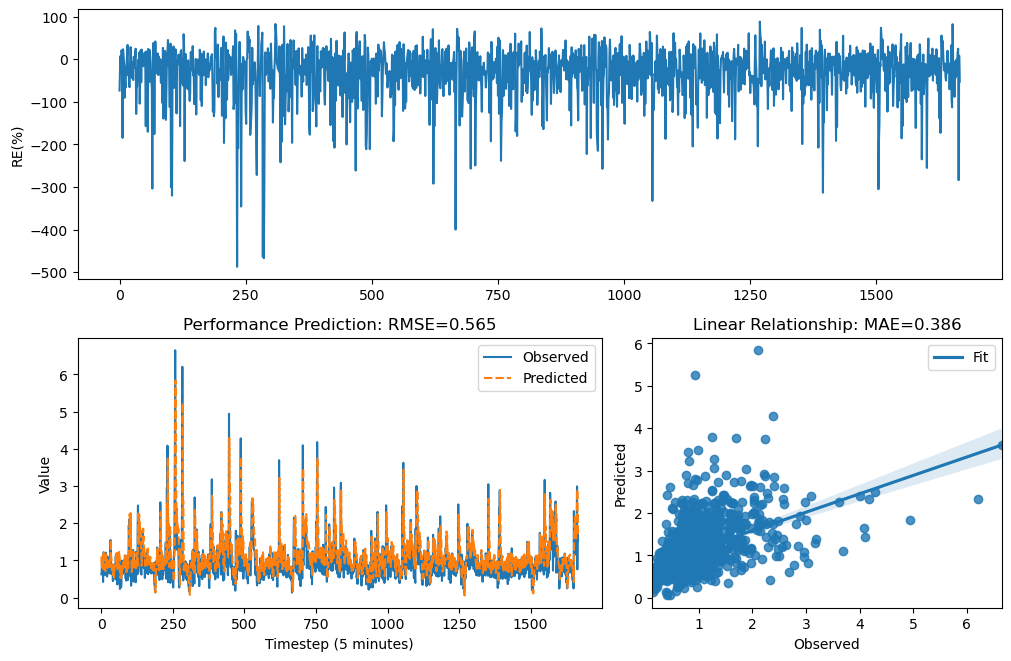 100
0
−100
−200
−300
−400
−500
RE(%)
0 250 500 750 1000 1250 1500
Performance Prediction: RMSE=0.565
Observed
Predicted
6
5
4
3
2
1
0
Value
0 250 500 750 1000 1250 1500
Timestep (5 minutes)
Linear Relationship: MAE=0.386
Fit
6
5
4
3
2
1
0
Predicted
1 2 3 4 5 6
Observed